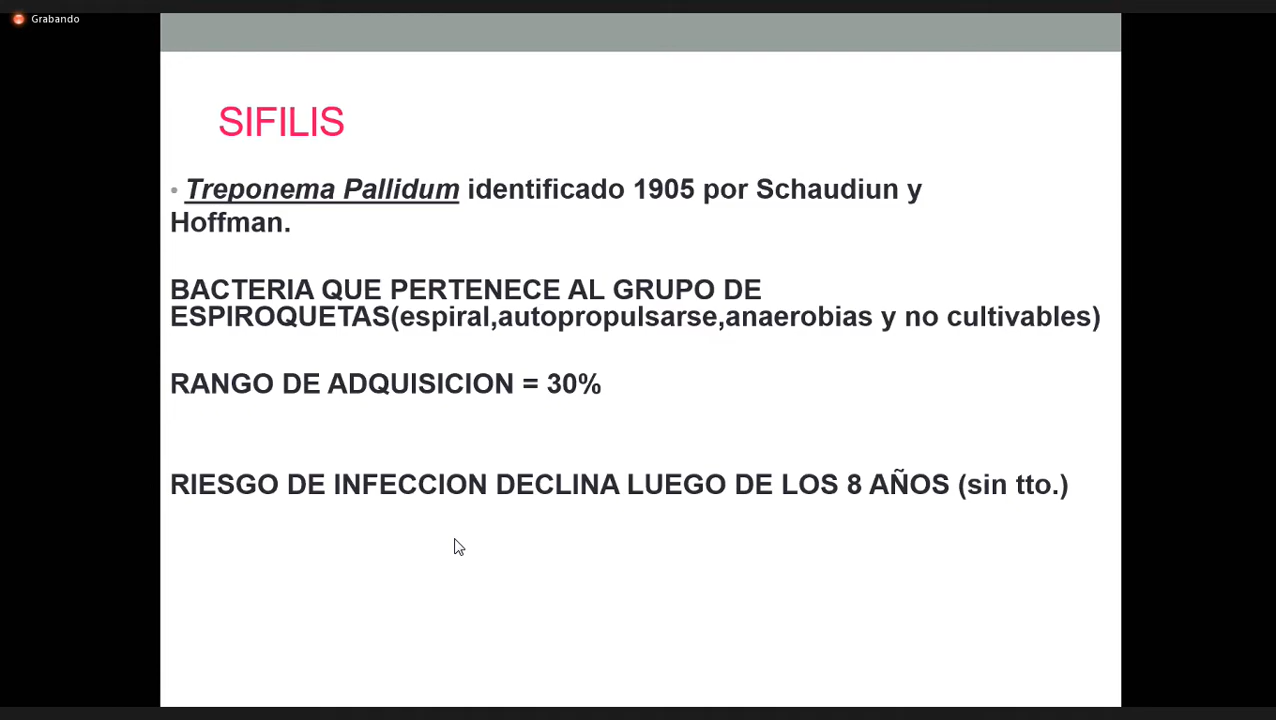 Grabando
SIFILIS
• Treponema Pallidum identificado 1905 por Schaudiun y
Hoffman.
BACTERIA QUE PERTENECE AL GRUPO DE
ESPIROQUETAS(espiral,autopropulsarse,anaerobias y no cultivables)
RANGO DE ADQUISICION = 30%
RIESGO DE INFECCION DECLINA LUEGO DE LOS 8 AÑOS (sin tto.)